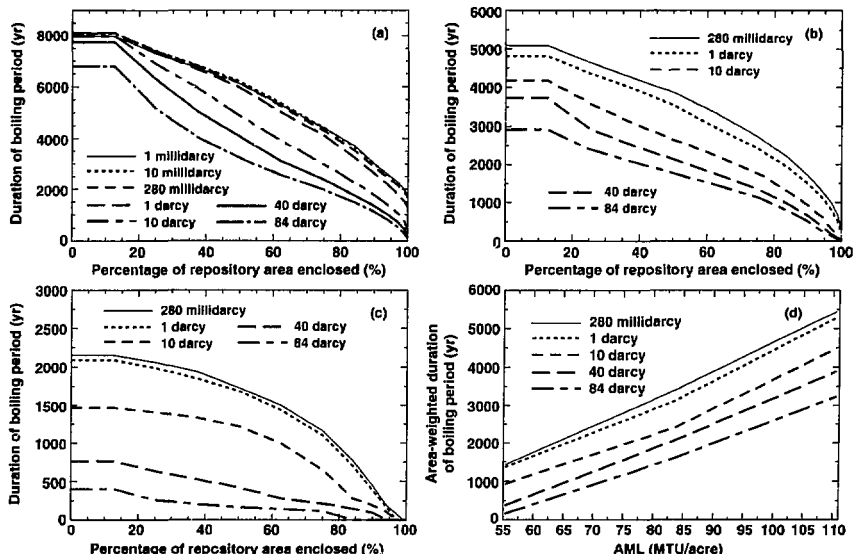 (a)
Duration of boiling period (yr)
8000
6000
4000
2000
0
1 millidarcy
10 millidarcy
280 millidarcy
1 darcy
10 darcy
40 darcy
84 darcy
0 20 40 60 80 100
Percentage of repository area enclosed (%)
(b)
Duration of boiling period (yr)
6000
5000
4000
3000
2000
1000
0
280 millidarcy
1 darcy
10 darcy
40 darcy
84 darcy
0 20 40 60 80 100
Percentage of repository area enclosed (%)
(c)
Duration of boiling period (yr)
3000
2500
2000
1500
1000
500
0
280 millidarcy
1 darcy
10 darcy
40 darcy
84 darcy
0 20 40 60 80 100
Percentage of repository area enclosed (%)
(d)
Area-weighted duration
of boiling period (yr)
6000
5000
4000
3000
2000
1000
0
280 millidarcy
1 darcy
10 darcy
40 darcy
84 darcy
55 60 65 70 75 80 85 90 95 100 105 110
AML (MTU/acre)